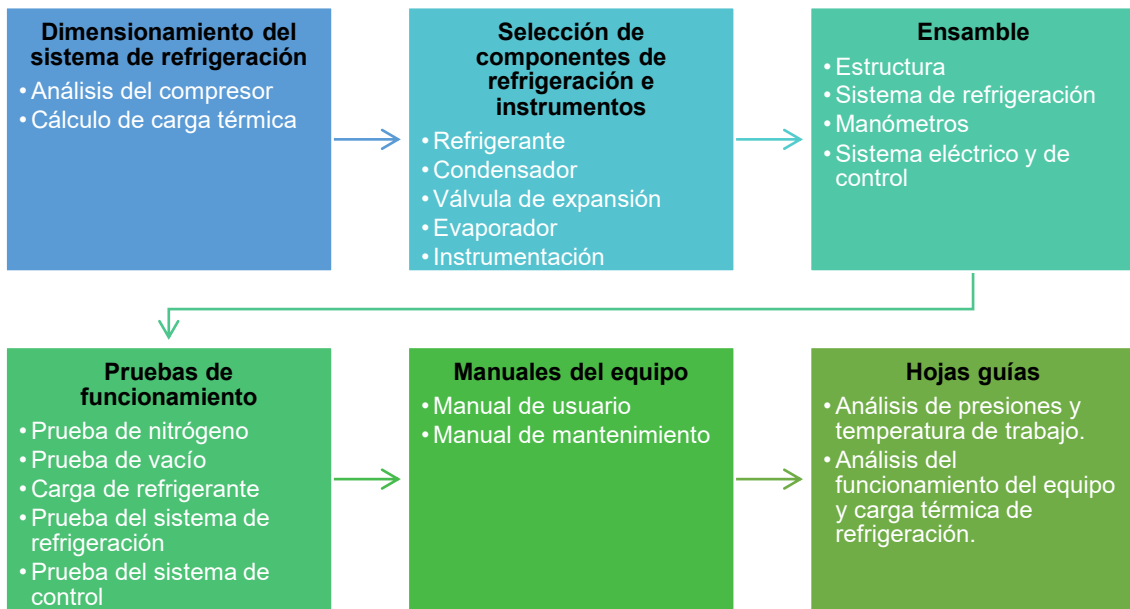 Dimensionamiento del
sistema de refrigeración
• Análisis del compresor
• Cálculo de carga térmica
Selección de
componentes de
refrigeración e
instrumentos
• Refrigerante
• Condensador
• Válvula de expansión
• Evaporador
• Instrumentación
Ensamble
• Estructura
• Sistema de refrigeración
• Manómetros
• Sistema eléctrico y de
control
Pruebas de
funcionamiento
• Prueba de nitrógeno
• Prueba de vacío
• Carga de refrigerante
• Prueba del sistema de
refrigeración
• Prueba del sistema de
control
Manuales del equipo
• Manual de usuario
• Manual de mantenimiento
Hojas guías
• Análisis de presiones y
temperatura de trabajo.
• Análisis del
funcionamiento del equipo
y carga térmica de
refrigeración.